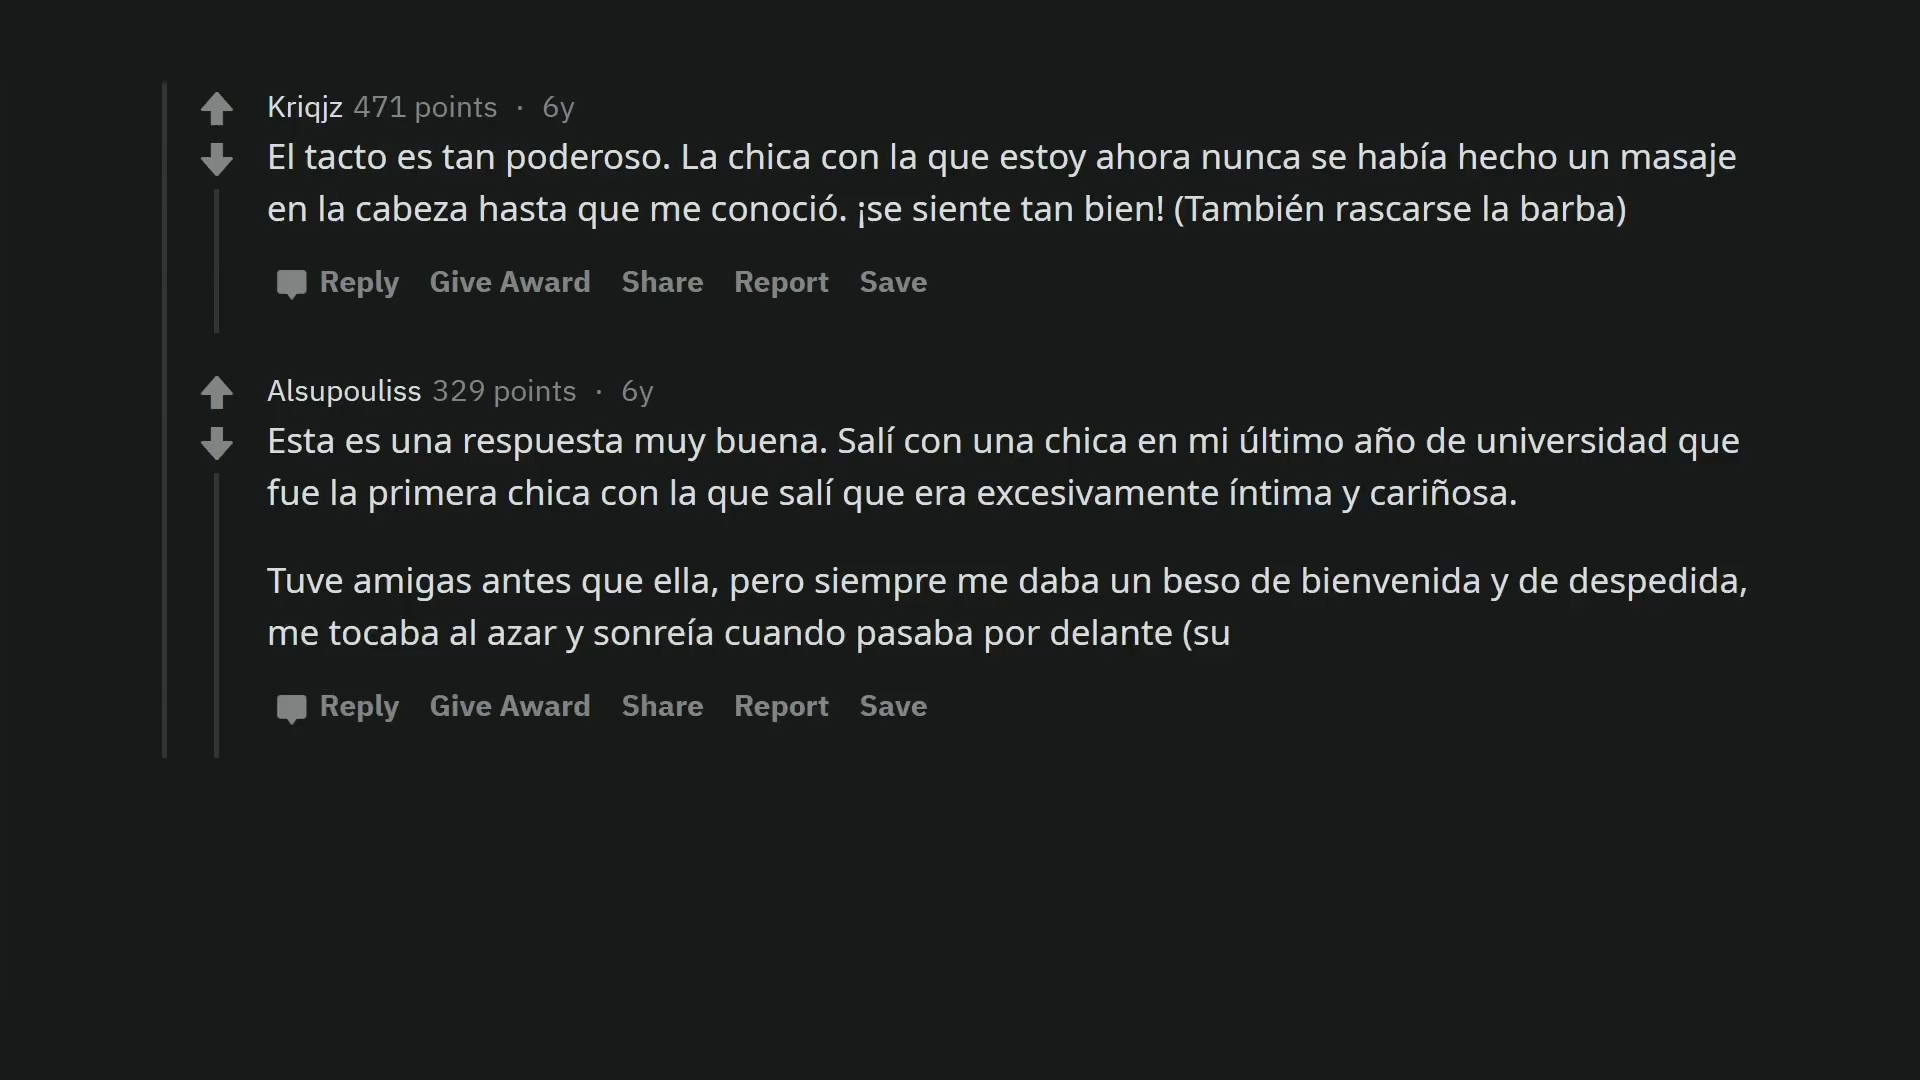 Kriqjz 471 points · 6y
El tacto es tan poderoso. La chica con la que estoy ahora nunca se había hecho un masaje
en la cabeza hasta que me conoció. ¡se siente tan bien! (También rascarse la barba)
Reply Give Award Share Report Save
Alsupouliss 329 points · 6y
Esta es una respuesta muy buena. Salí con una chica en mi último año de universidad que
fue la primera chica con la que salí que era excesivamente íntima y cariñosa.
Tuve amigas antes que ella, pero siempre me daba un beso de bienvenida y de despedida,
me tocaba al azar y sonreía cuando pasaba por delante (su
Reply Give Award Share Report Save